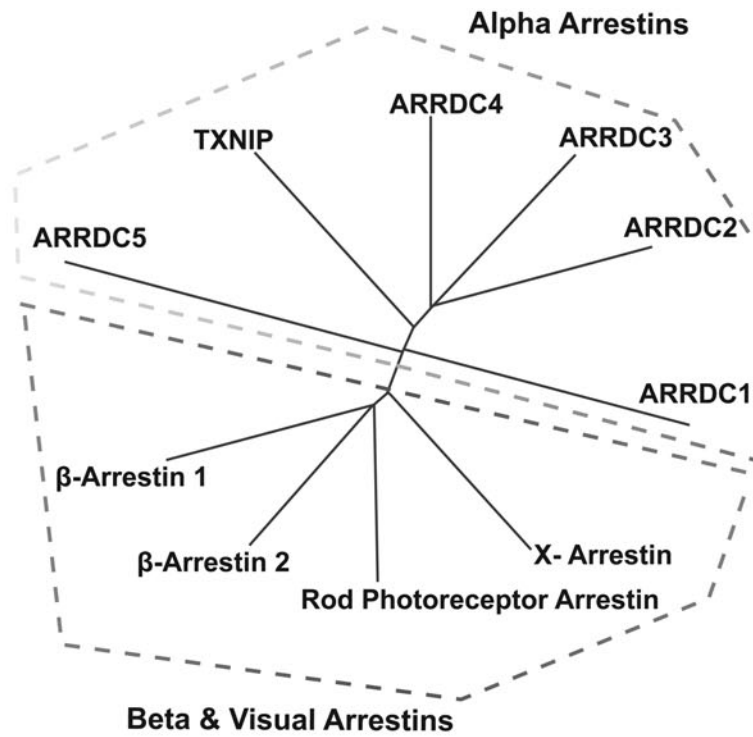 Alpha Arrestins
ARRDC4
TXNIP
ARRDC3
ARRDC2
ARRDC5
ARRDC1
β-Arrestin 1
β-Arrestin 2
X- Arrestin
Rod Photoreceptor Arrestin
Beta & Visual Arrestins